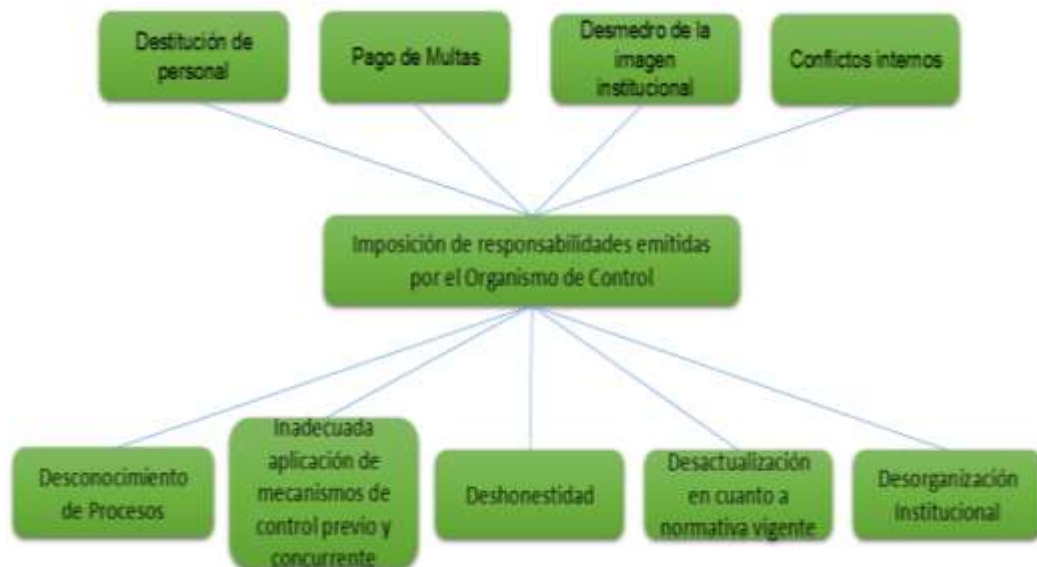 Destitución de
personal
Pago de Multas
Desmedro de la
imagen
institucional
Conflictos internos
Imposición de responsabilidades emitidas
por el Organismo de Control
Desconocimiento
de Procesos
Inadecuada
aplicación de
mecanismos de
control previo y
concurrente
Deshonestidad
Desactualización
en cuanto a
normativa vigente
Desorganización
Institucional